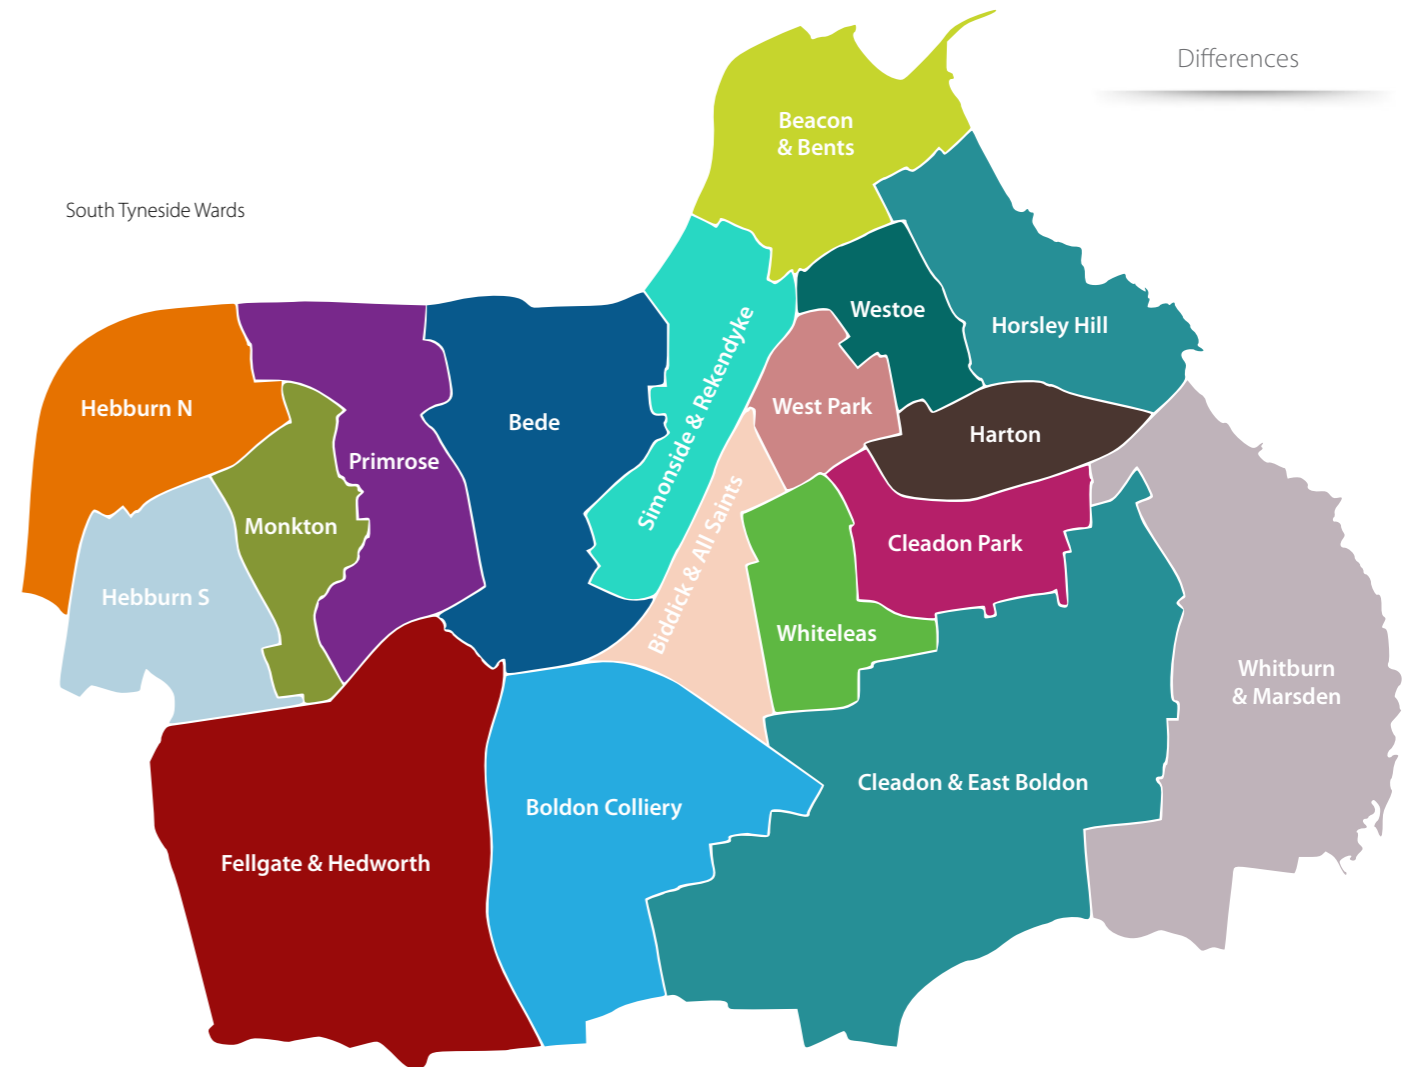 Differences
South Tyneside Wards
Beacon
& Bents
Westoe
Horsley Hill
Simonside & Rekendyke
Hebburn N
Bede
West Park
Harton
Primrose
Monkton
Biddick & All Saints
Cleadon Park
Hebburn S
Whiteleas
Whitburn
& Marsden
Cleadon & East Boldon
Boldon Colliery
Fellgate & Hedworth